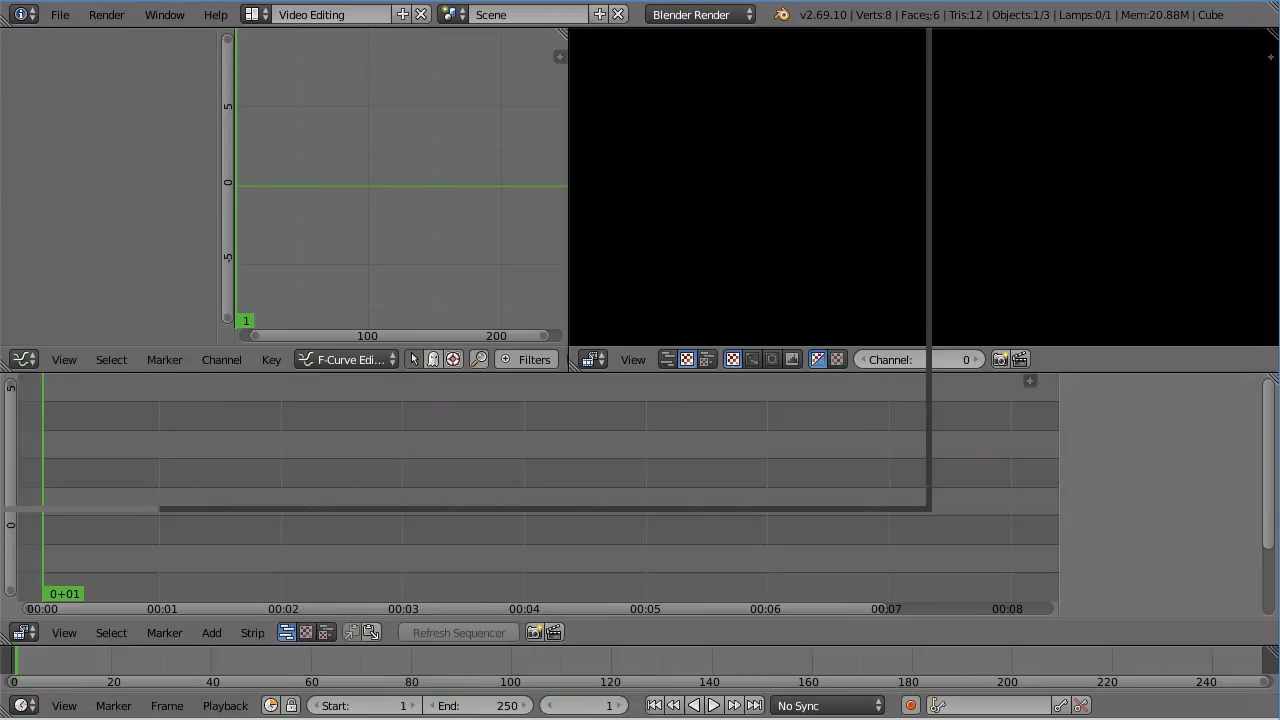 File Render Window Help Video Editing Scene Blender Render v2.69.10 | Verts:8 | Faces:6 | Tris:12 | Objects:1/3 | Lamps:0/1 | Mem:20.88M | Cube
5
0
-5
1
100 200
View Select Marker Channel Key F-Curve Edi... Filters View Channel: 0
5
0
0+01
00:00 00:01 00:02 00:03 00:04 00:05 00:06 00:07 00:08
View Select Marker Add Strip Refresh Sequencer
0 20 40 60 80 100 120 140 160 180 200 220 240
View Marker Frame Playback Start: 1 End: 250 1 No Sync